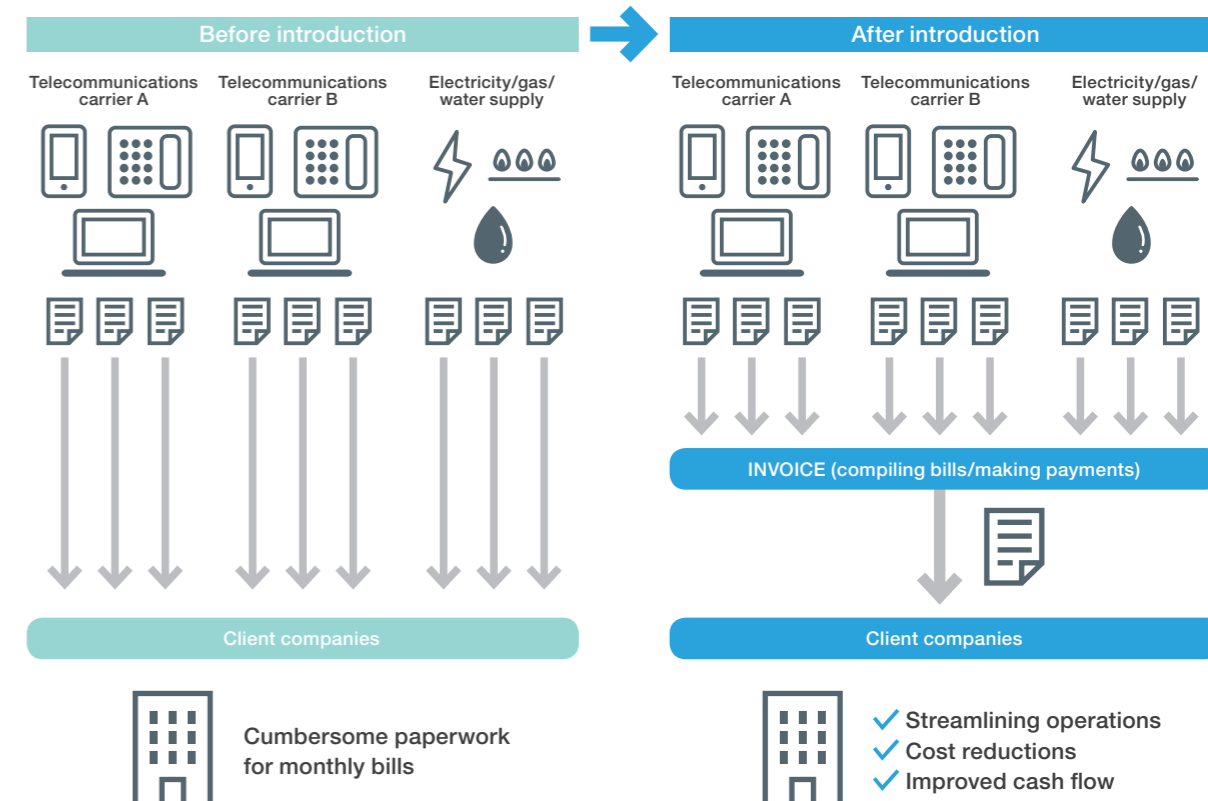 Before introduction
After introduction
Telecommunications
carrier A
Telecommunications
carrier B
Electricity/gas/
water supply
Telecommunications
carrier A
Telecommunications
carrier B
Electricity/gas/
water supply
INVOICE (compiling bills/making payments)
Client companies
Client companies
Cumbersome paperwork
for monthly bills
Streamlining operations
Cost reductions
Improved cash flow